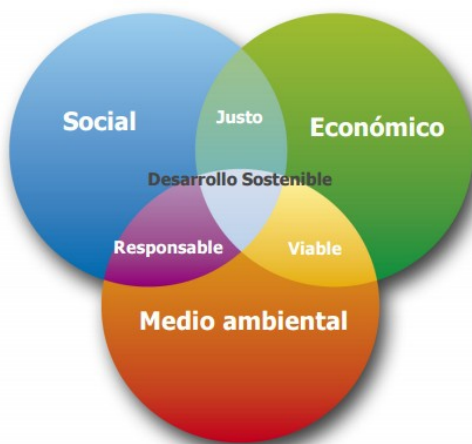 Social
Justo
Económico
Desarrollo Sostenible
Responsable
Viable
Medio ambiental